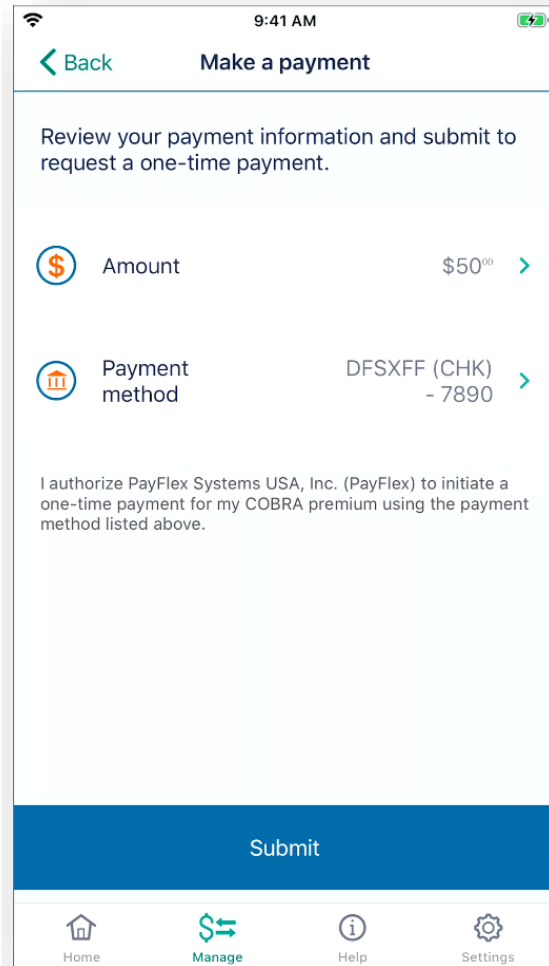 9:41 AM
Back
Make a payment
Review your payment information and submit to
request a one-time payment.
Amount
$50⁰⁰
Payment
method
DFSXFF (CHK)
- 7890
I authorize PayFlex Systems USA, Inc. (PayFlex) to initiate a
one-time payment for my COBRA premium using the payment
method listed above.
Submit
Home
Manage
Help
Settings